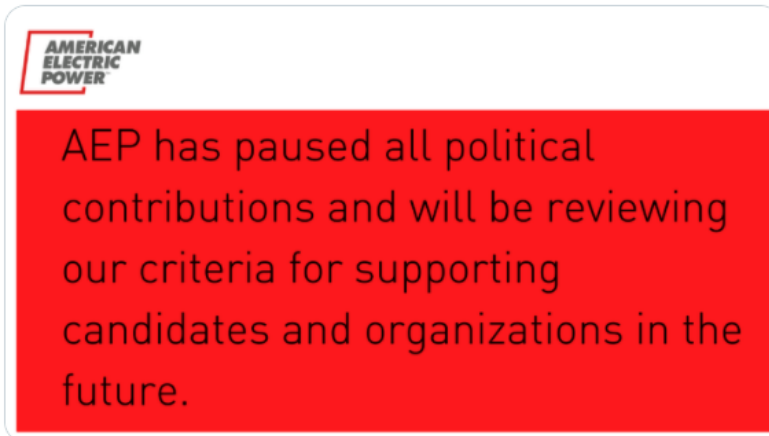 AMERICAN
ELECTRIC
POWER
AEP has paused all political
contributions and will be reviewing
our criteria for supporting
candidates and organizations in the
future.